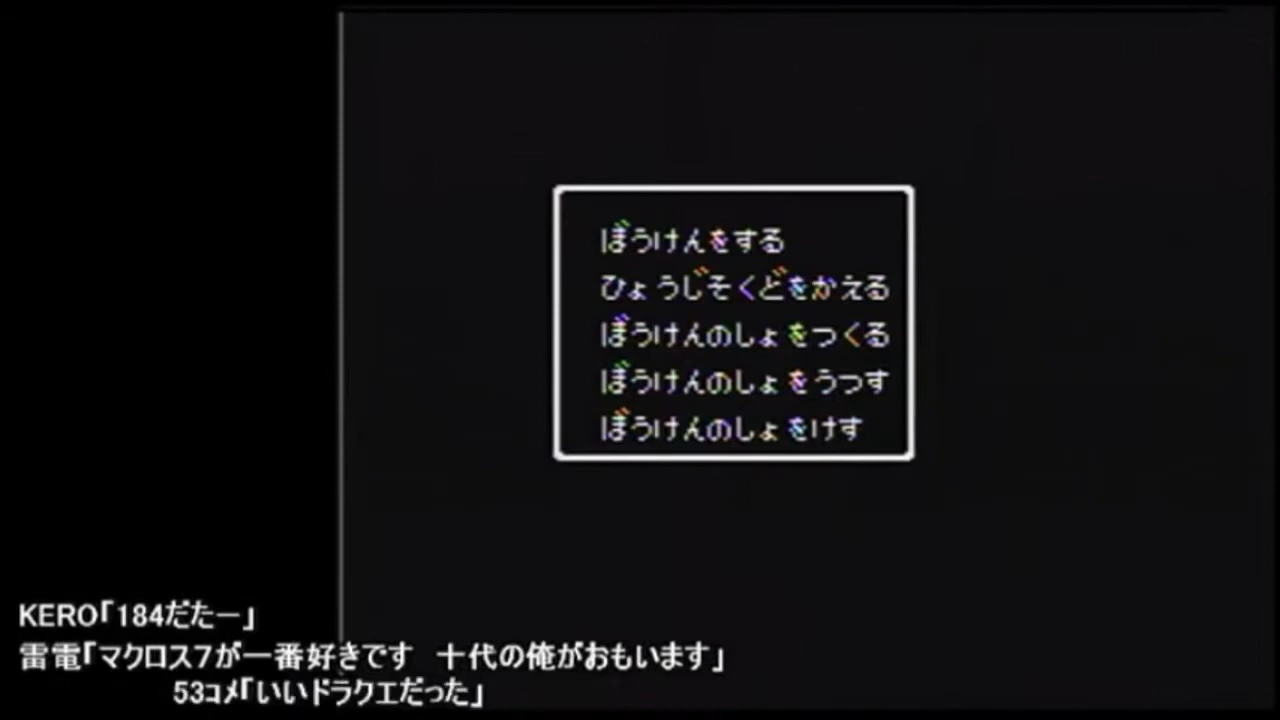 ぼうけんをする
ひょうじそくどをかえる
ぼうけんのしょをつくる
ぼうけんのしょをうつす
ぼうけんのしょをけす
KERO「184だたー」
雷電「マクロス7が一番好きです　十代の俺がおもいます」
53コメ「いいドラクエだった」